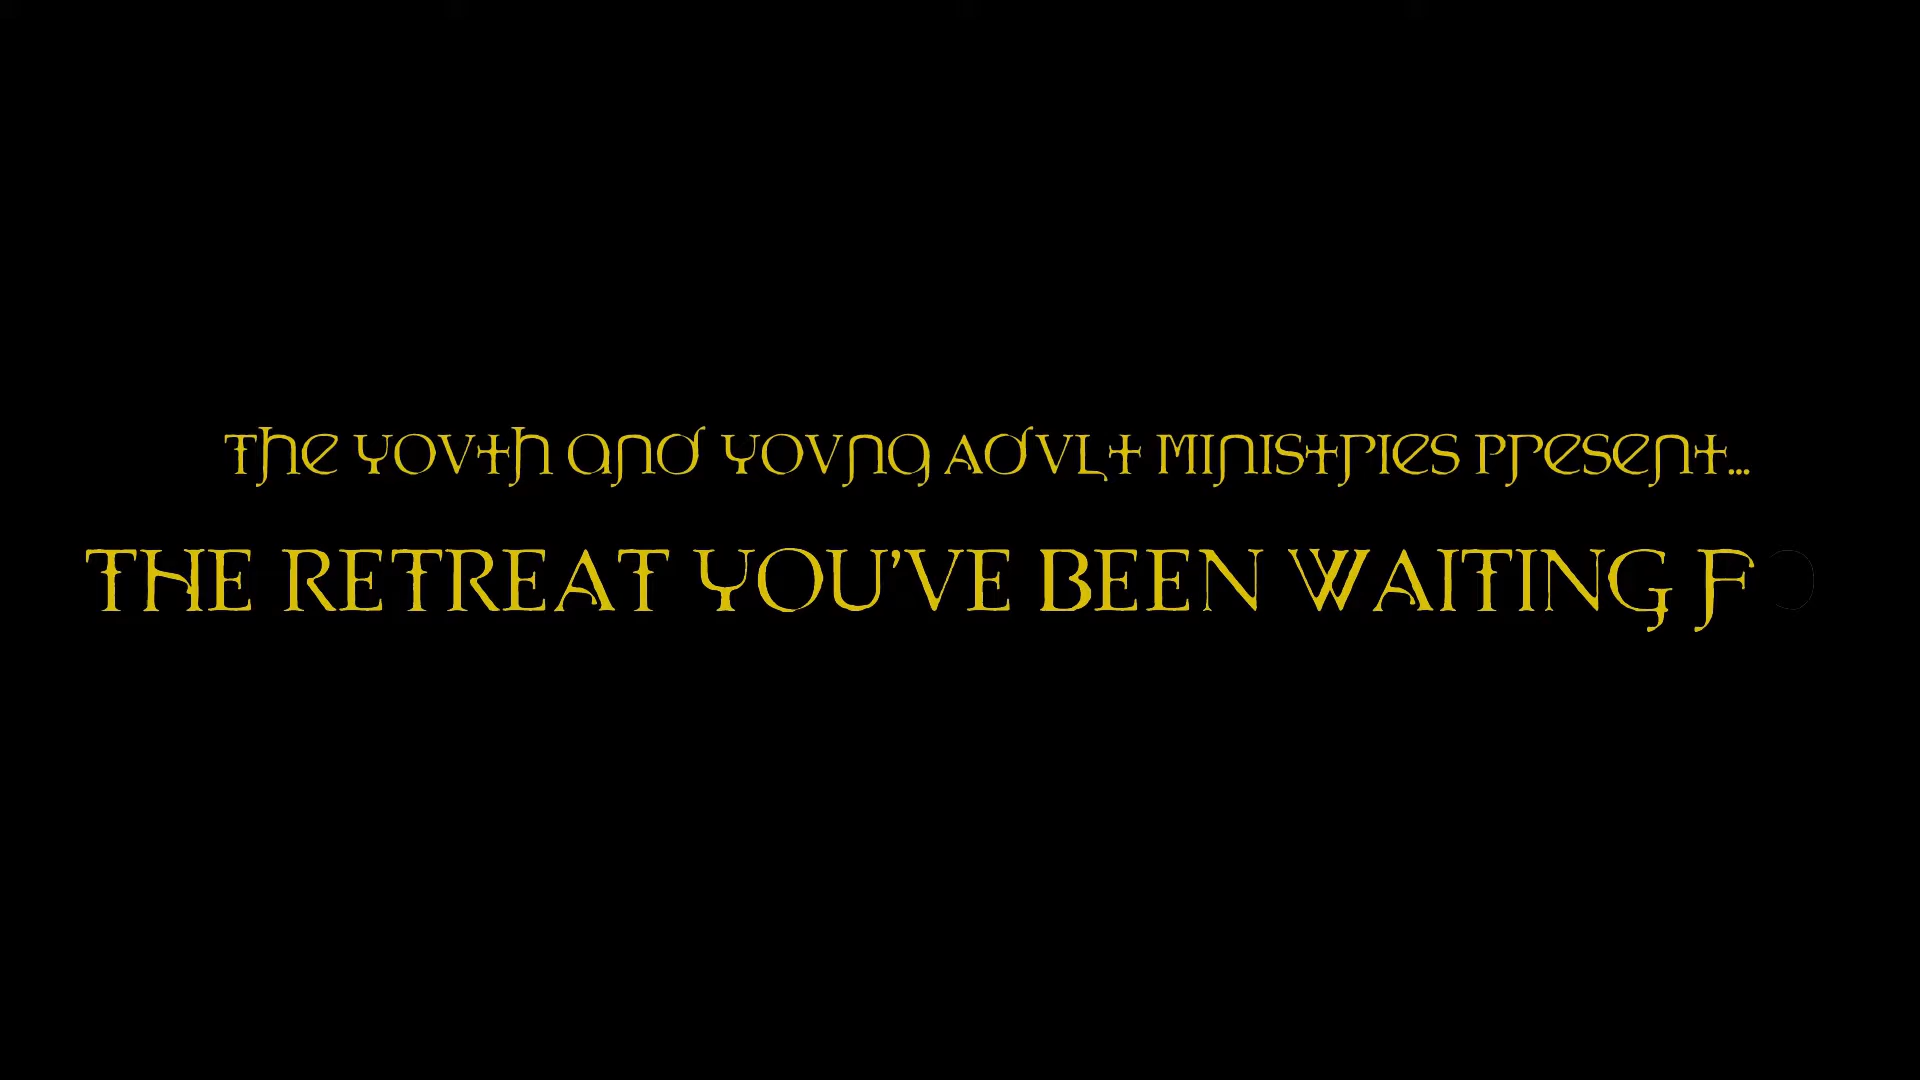 The Youth and Young Adult Ministries Present...
THE RETREAT YOU'VE BEEN WAITING F